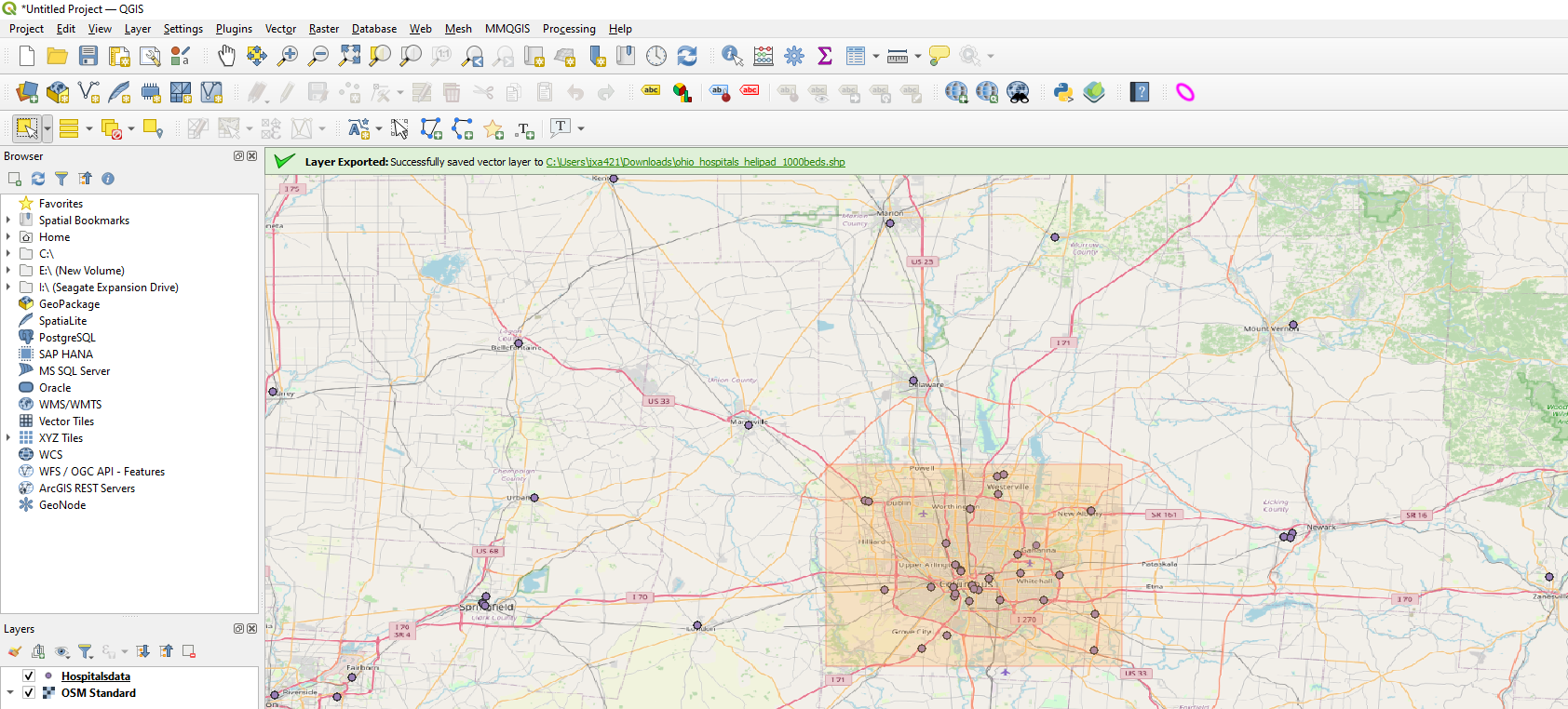 *Untitled Project — QGIS
Project Edit View Layer Settings Plugins Vector Raster Database Web Mesh MMQGIS Processing Help
abc abc abc
T
T
Browser
Layer Exported: Successfully saved vector layer to C:\Users\jxa421\Downloads\ohio_hospitals_helipad_1000beds.shp
Favorites
Spatial Bookmarks
Home
C:\
E:\ (New Volume)
I:\ (Seagate Expansion Drive)
GeoPackage
SpatiaLite
PostgreSQL
SAP HANA
MS SQL Server
Oracle
WMS/WMTS
Vector Tiles
XYZ Tiles
WCS
WFS / OGC API - Features
ArcGIS REST Servers
GeoNode
Layers
Hospitalsdata
OSM Standard
I 75
Marion
Marion County
Morrow County
US 23
Mount Vernon
I 71
Bellefontaine
Union County
Delaware
US 33
Marysville
Champaign County
Urbana
Powell
Westerville
Dublin
Worthington
New Albany
SR 161
Licking County
Newark
SR 16
Hilliard
Gahanna
US 68
Upper Arlington
Whitehall
Pataskala
Etna
Columbus
I 70
I 70
Zanesville
Springfield
Clark County
I 270
London
Grove City
I 70
SR 4
Fairborn
Riverside
I 71
US 33